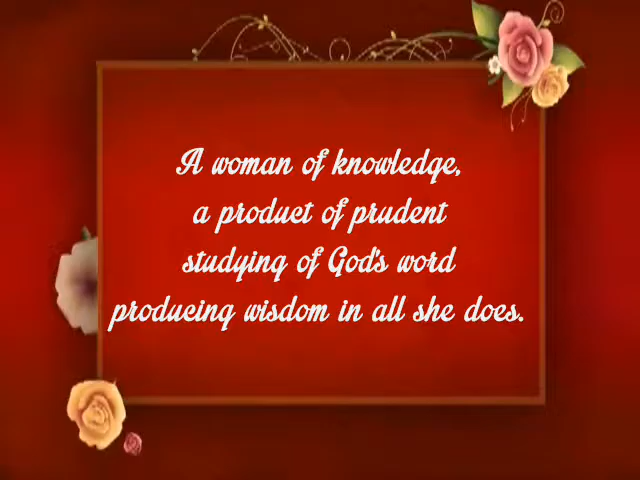 A woman of knowledge,
a product of prudent
studying of God's word
producing wisdom in all she does.